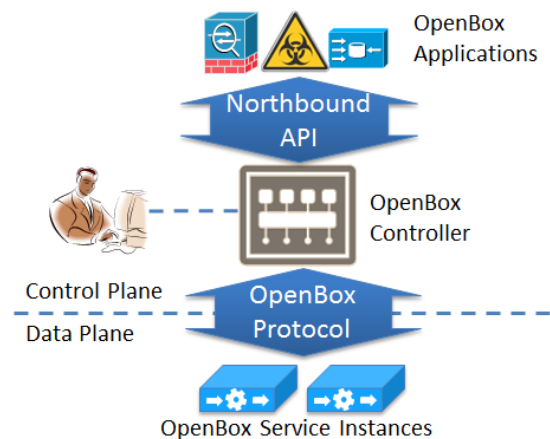 OpenBox
Applications
Northbound
API
OpenBox
Controller
Control Plane
OpenBox
Protocol
Data Plane
OpenBox Service Instances